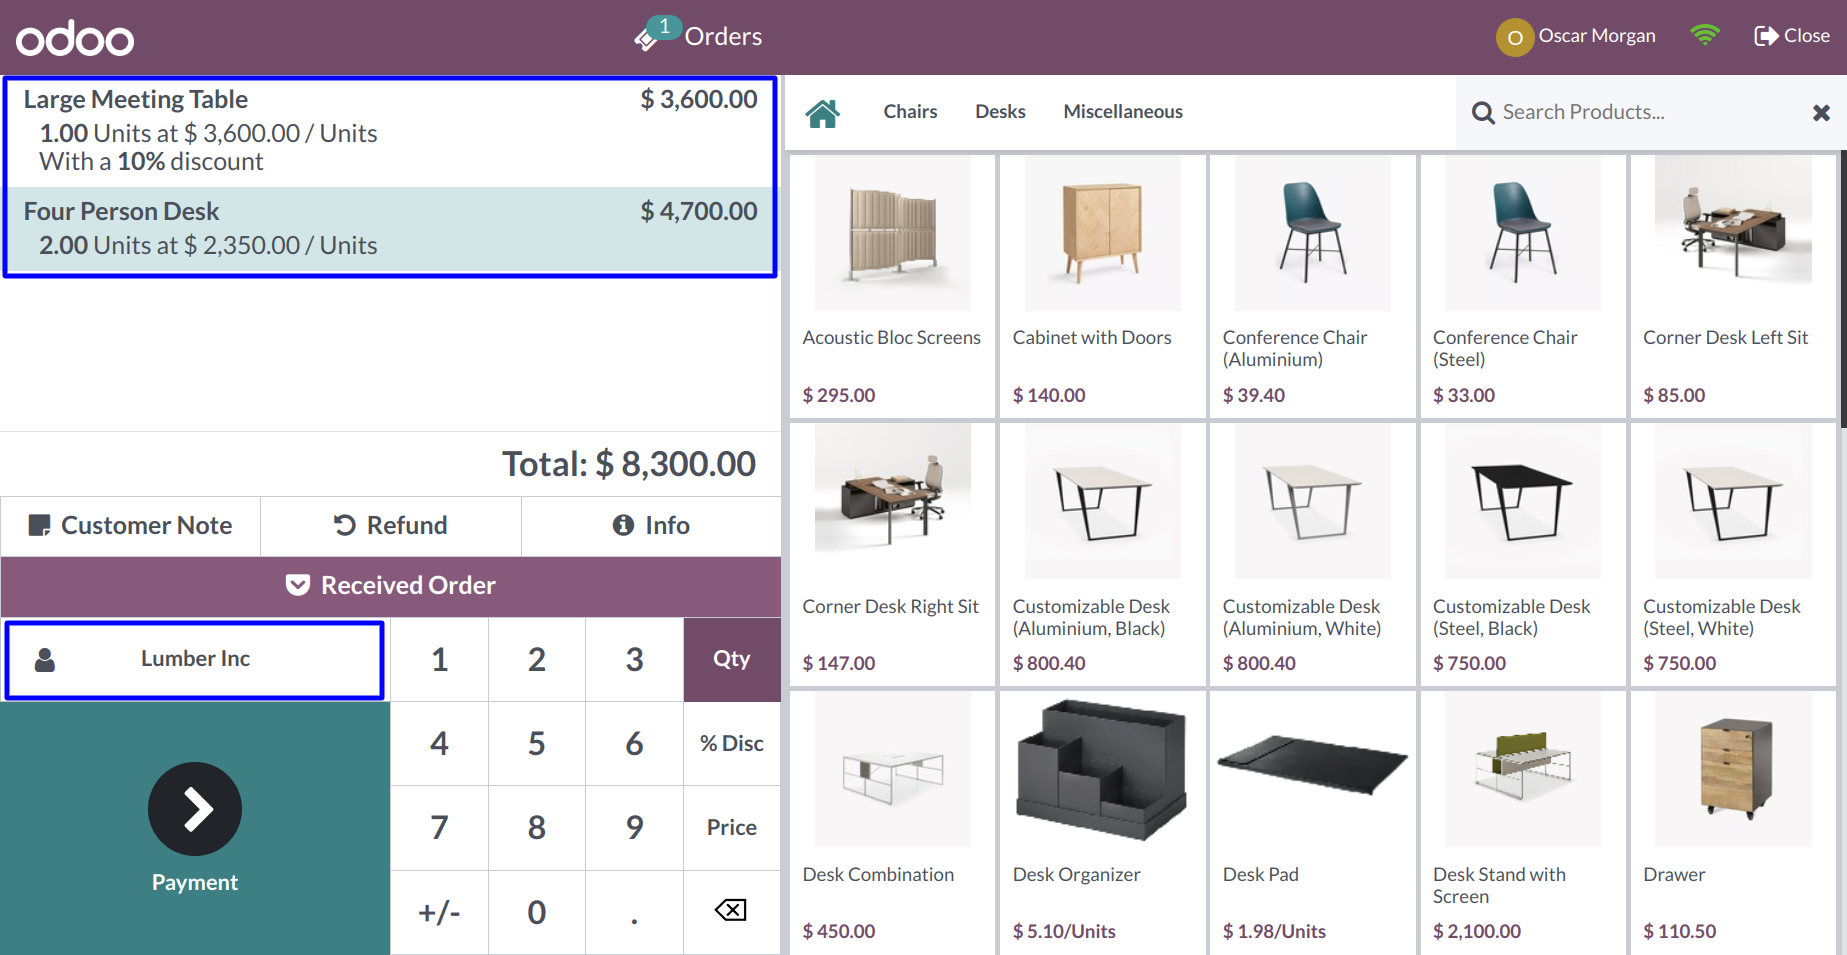 odoo
1
Orders
O
Oscar Morgan
Close
Large Meeting Table
$ 3,600.00
1.00 Units at $ 3,600.00 / Units
With a 10% discount
Four Person Desk
$ 4,700.00
2.00 Units at $ 2,350.00 / Units
Total: $ 8,300.00
Customer Note
Refund
Info
Received Order
Lumber Inc
1
2
3
Qty
4
5
6
% Disc
7
8
9
Price
+/-
0
.
Payment
Chairs
Desks
Miscellaneous
Search Products...
Acoustic Bloc Screens
$ 295.00
Cabinet with Doors
$ 140.00
Conference Chair
(Aluminium)
$ 39.40
Conference Chair
(Steel)
$ 33.00
Corner Desk Left Sit
$ 85.00
Corner Desk Right Sit
$ 147.00
Customizable Desk
(Aluminium, Black)
$ 800.40
Customizable Desk
(Aluminium, White)
$ 800.40
Customizable Desk
(Steel, Black)
$ 750.00
Customizable Desk
(Steel, White)
$ 750.00
Desk Combination
$ 450.00
Desk Organizer
$ 5.10/Units
Desk Pad
$ 1.98/Units
Desk Stand with
Screen
$ 2,100.00
Drawer
$ 110.50